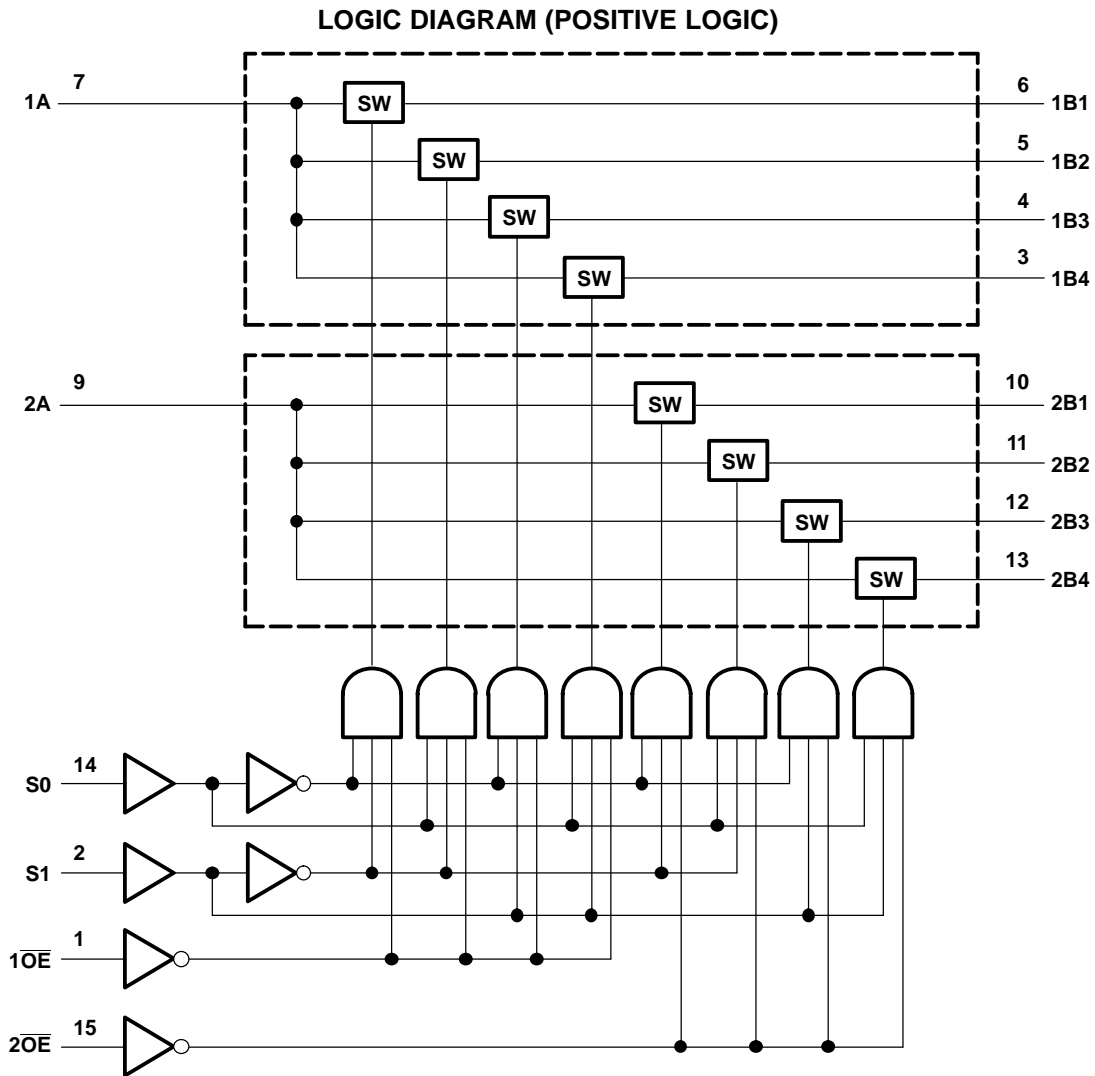 LOGIC DIAGRAM (POSITIVE LOGIC)
1A 7 SW 6 1B1
SW 5 1B2
SW 4 1B3
SW 3 1B4
2A 9 SW 10 2B1
SW 11 2B2
SW 12 2B3
SW 13 2B4
S0 14
S1 2
1O̅E̅ 1
2O̅E̅ 15